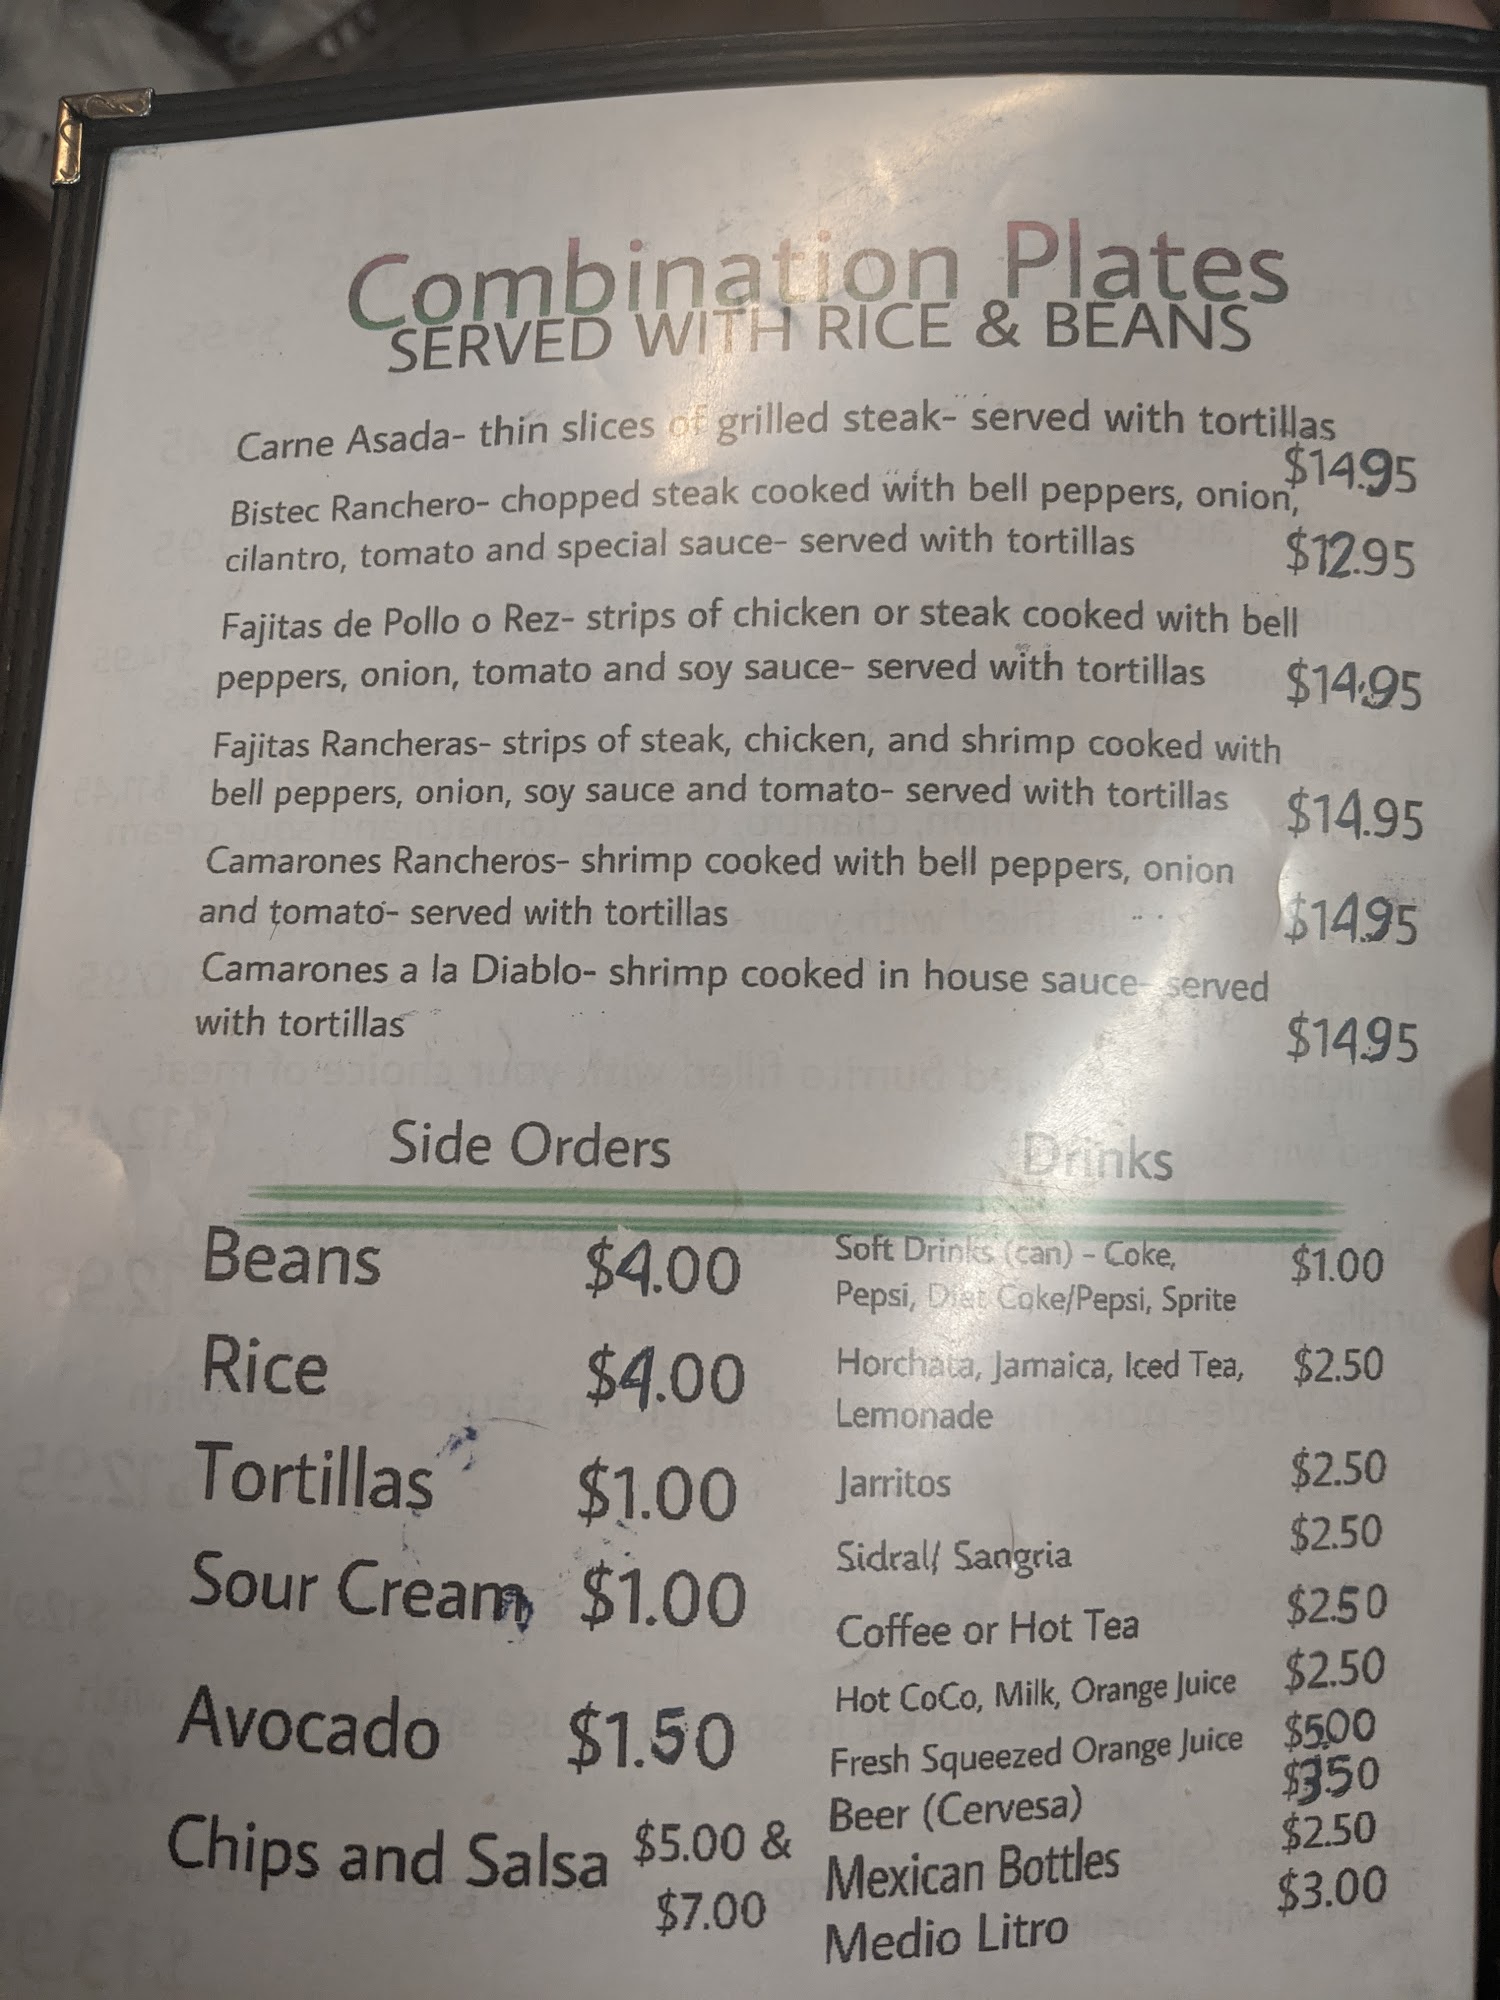 Combination Plates
SERVED WITH RICE & BEANS
Carne Asada- thin slices of grilled steak- served with tortillas
$14.95
Bistec Ranchero- chopped steak cooked with bell peppers, onion,
cilantro, tomato and special sauce- served with tortillas $12.95
Fajitas de Pollo o Rez- strips of chicken or steak cooked with bell
peppers, onion, tomato and soy sauce- served with tortillas $14.95
Fajitas Rancheras- strips of steak, chicken, and shrimp cooked with
bell peppers, onion, soy sauce and tomato- served with tortillas $14.95
Camarones Rancheros- shrimp cooked with bell peppers, onion
and tomato- served with tortillas $14.95
Camarones a la Diablo- shrimp cooked in house sauce- served
with tortillas $14.95
Side Orders
Beans $4.00
Rice $4.00
Tortillas $1.00
Sour Cream $1.00
Avocado $1.50
Chips and Salsa $5.00 &
$7.00
Drinks
Soft Drinks (can) - Coke, $1.00
Pepsi, Diet Coke/Pepsi, Sprite
Horchata, Jamaica, Iced Tea, $2.50
Lemonade
Jarritos $2.50
Sidral/ Sangria $2.50
Coffee or Hot Tea $2.50
Hot CoCo, Milk, Orange Juice $2.50
Fresh Squeezed Orange Juice $5.00
Beer (Cervesa) $3.50
Mexican Bottles $2.50
Medio Litro $3.00